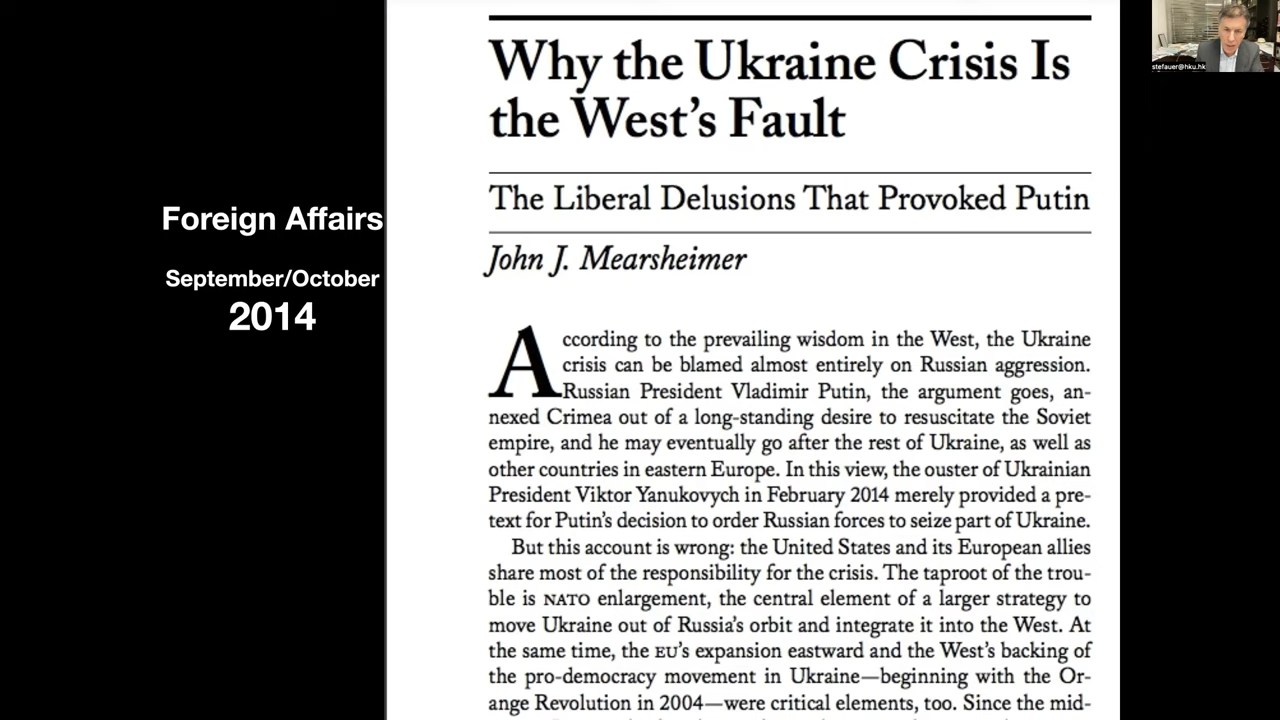 Foreign Affairs
September/October
2014
Why the Ukraine Crisis Is
the West's Fault
The Liberal Delusions That Provoked Putin
John J. Mearsheimer
According to the prevailing wisdom in the West, the Ukraine
crisis can be blamed almost entirely on Russian aggression.
Russian President Vladimir Putin, the argument goes, an-
nexed Crimea out of a long-standing desire to resuscitate the Soviet
empire, and he may eventually go after the rest of Ukraine, as well as
other countries in eastern Europe. In this view, the ouster of Ukrainian
President Viktor Yanukovych in February 2014 merely provided a pre-
text for Putin's decision to order Russian forces to seize part of Ukraine.
But this account is wrong: the United States and its European allies
share most of the responsibility for the crisis. The taproot of the trou-
ble is NATO enlargement, the central element of a larger strategy to
move Ukraine out of Russia's orbit and integrate it into the West. At
the same time, the EU's expansion eastward and the West's backing of
the pro-democracy movement in Ukraine—beginning with the Or-
ange Revolution in 2004—were critical elements, too. Since the mid-
stefauer@hku.hk